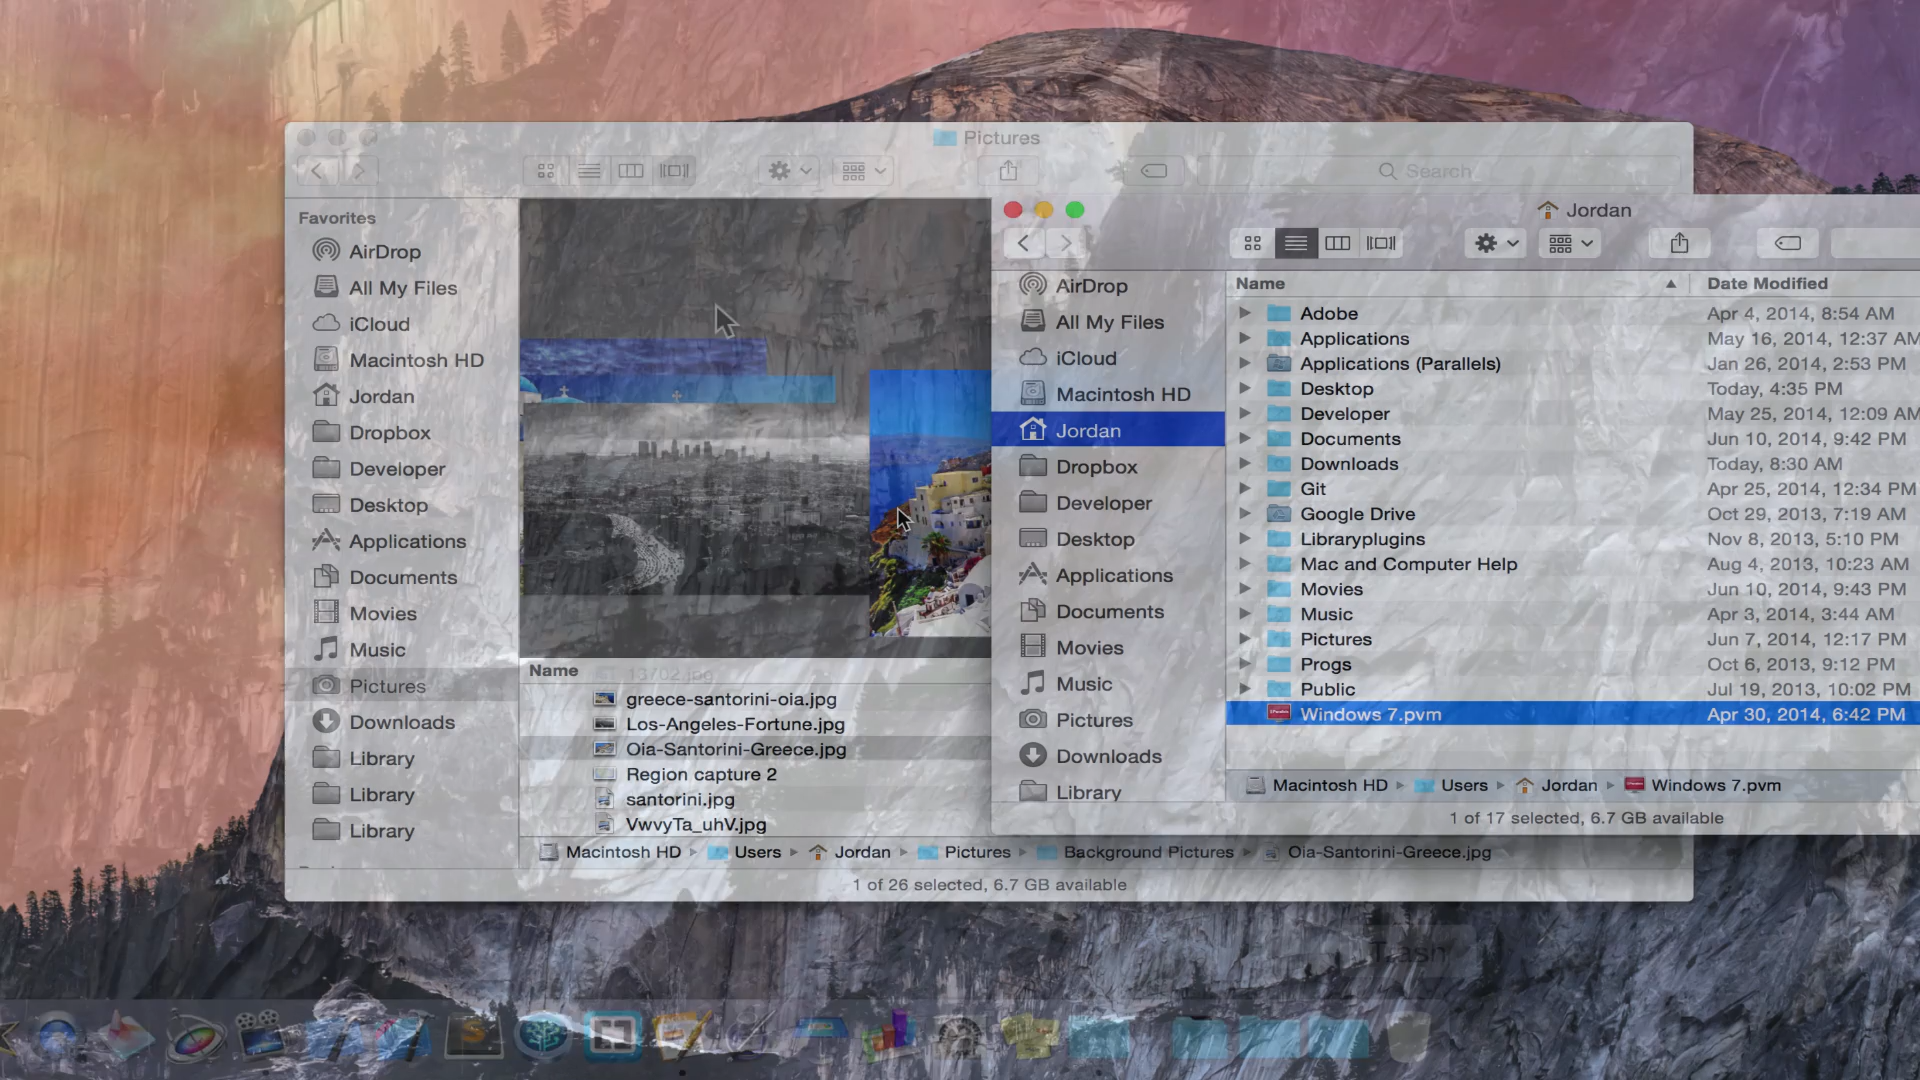 Pictures
Search
Favorites
AirDrop
All My Files
iCloud
Macintosh HD
Jordan
Dropbox
Developer
Desktop
Applications
Documents
Movies
Music
Pictures
Downloads
Library
Library
Library
Name
13702.jpg
greece-santorini-oia.jpg
Los-Angeles-Fortune.jpg
Oia-Santorini-Greece.jpg
Region capture 2
santorini.jpg
VwvyTa_uhV.jpg
Macintosh HD Users Jordan Pictures Background Pictures Oia-Santorini-Greece.jpg
1 of 26 selected, 6.7 GB available
Jordan
AirDrop
All My Files
iCloud
Macintosh HD
Jordan
Dropbox
Developer
Desktop
Applications
Documents
Movies
Music
Pictures
Downloads
Library
Name Date Modified
Adobe Apr 4, 2014, 8:54 AM
Applications May 16, 2014, 12:37 AM
Applications (Parallels) Jan 26, 2014, 2:53 PM
Desktop Today, 4:35 PM
Developer May 25, 2014, 12:09 AM
Documents Jun 10, 2014, 9:42 PM
Downloads Today, 8:30 AM
Git Apr 25, 2014, 12:34 PM
Google Drive Oct 29, 2013, 7:19 AM
Libraryplugins Nov 8, 2013, 5:10 PM
Mac and Computer Help Aug 4, 2013, 10:23 AM
Movies Jun 10, 2014, 9:43 PM
Music Apr 3, 2014, 3:44 AM
Pictures Jun 7, 2014, 12:17 PM
Progs Oct 6, 2013, 9:12 PM
Public Jul 19, 2013, 10:02 PM
Windows 7.pvm Apr 30, 2014, 6:42 PM
Macintosh HD Users Jordan Windows 7.pvm
1 of 17 selected, 6.7 GB available
Trash